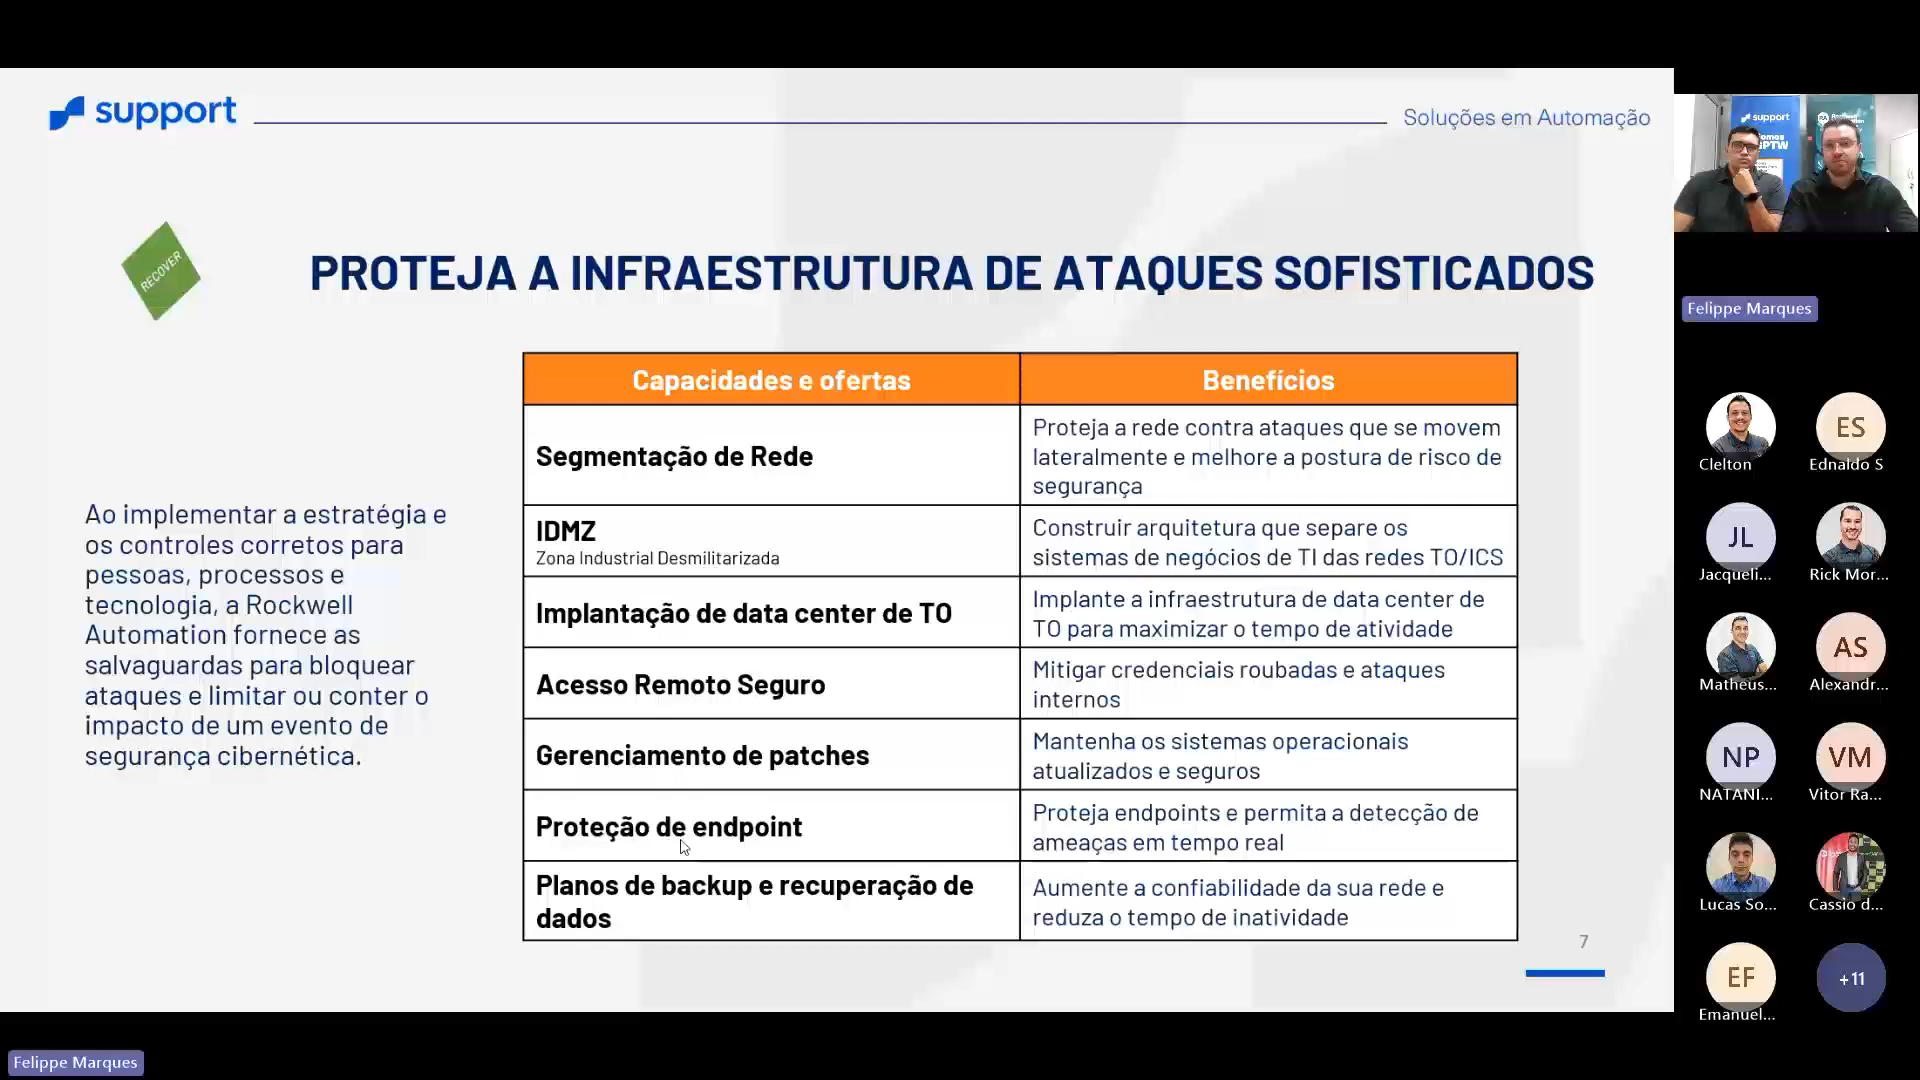 support
Soluções em Automação
RECOVER
PROTEJA A INFRAESTRUTURA DE ATAQUES SOFISTICADOS
Ao implementar a estratégia e
os controles corretos para
pessoas, processos e
tecnologia, a Rockwell
Automation fornece as
salvaguardas para bloquear
ataques e limitar ou conter o
impacto de um evento de
segurança cibernética.
Capacidades e ofertas
Benefícios
Segmentação de Rede
Proteja a rede contra ataques que se movem
lateralmente e melhore a postura de risco de
segurança
IDMZ
Zona Industrial Desmilitarizada
Construir arquitetura que separe os
sistemas de negócios de TI das redes TO/ICS
Implantação de data center de TO
Implante a infraestrutura de data center de
TO para maximizar o tempo de atividade
Acesso Remoto Seguro
Mitigar credenciais roubadas e ataques
internos
Gerenciamento de patches
Mantenha os sistemas operacionais
atualizados e seguros
Proteção de endpoint
Proteja endpoints e permita a detecção de
ameaças em tempo real
Planos de backup e recuperação de
dados
Aumente a confiabilidade da sua rede e
reduza o tempo de inatividade
7
support
Felippe Marques
Clelton
ES
Ednaldo S
JL
Jacqueli...
Rick Mor...
Matheus...
AS
Alexandr...
NP
NATANI...
VM
Vitor Ra...
Lucas So...
Cassio d...
EF
Emanuel...
+11
Felippe Marques